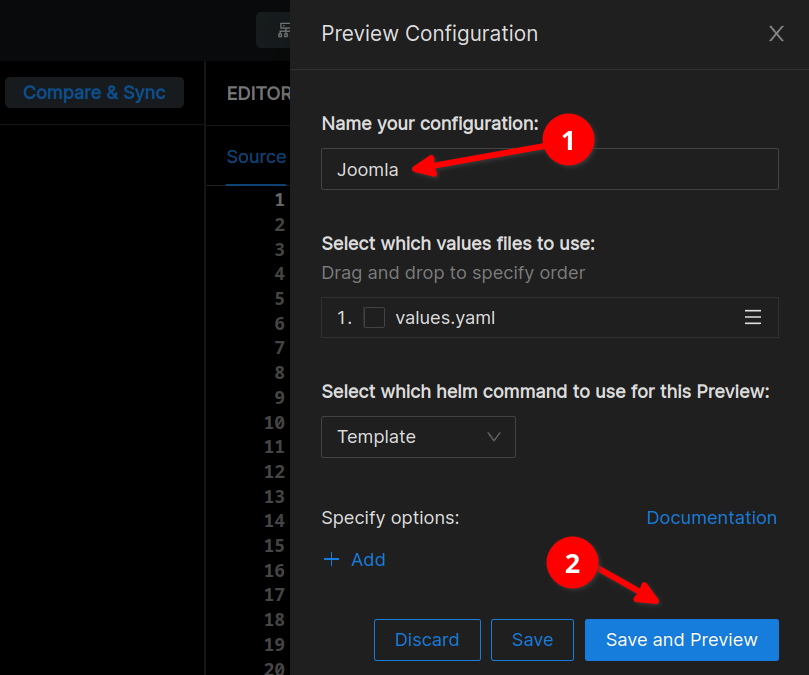 Preview Configuration
Compare & Sync
EDITOR
Name your configuration:
1
Source
Joomla
Select which values files to use:
Drag and drop to specify order
1. values.yaml
Select which helm command to use for this Preview:
Template
Specify options:
Documentation
+ Add
2
Discard
Save
Save and Preview
1
2
3
4
5
6
7
8
9
10
11
12
13
14
15
16
17
18
19
20